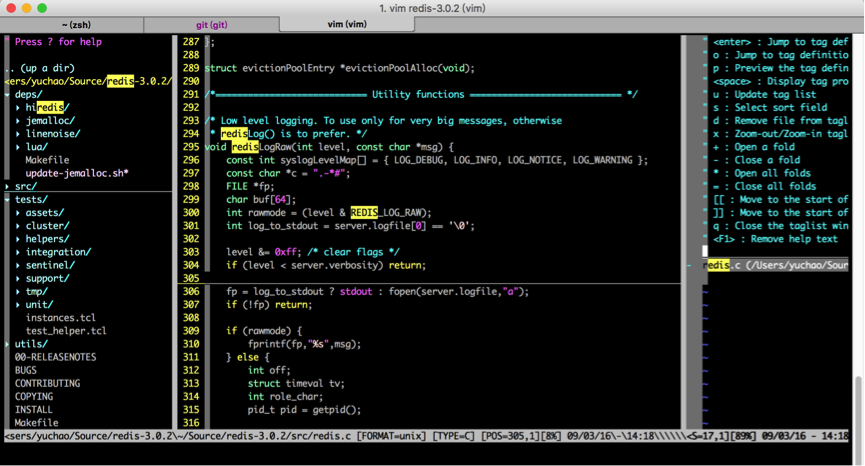 1. vim redis-3.0.2 (vim)
~ (zsh)
git (git)
vim (vim)
" Press ? for help
.. (up a dir)
<ers/yuchao/Source/redis-3.0.2/
deps/
hiredis/
jemalloc/
linenoise/
lua/
Makefile
update-jemalloc.sh*
src/
tests/
assets/
cluster/
helpers/
integration/
sentinel/
support/
tmp/
unit/
instances.tcl
test_helper.tcl
utils/
00-RELEASENOTES
BUGS
CONTRIBUTING
COPYING
INSTALL
Makefile
287 };
288
289 struct evictionPoolEntry *evictionPoolAlloc(void);
290
291 /*============================ Utility functions ============================ */
292
293 /* Low level logging. To use only for very big messages, otherwise
294 * redisLog() is to prefer. */
295 void redisLogRaw(int level, const char *msg) {
296 const int syslogLevelMap[] = { LOG_DEBUG, LOG_INFO, LOG_NOTICE, LOG_WARNING };
297 const char *c = ".-*#";
298 FILE *fp;
299 char buf[64];
300 int rawmode = (level & REDIS_LOG_RAW);
301 int log_to_stdout = server.logfile[0] == '\0';
302
303 level &= 0xff; /* clear flags */
304 if (level < server.verbosity) return;
305
306 fp = log_to_stdout ? stdout : fopen(server.logfile,"a");
307 if (!fp) return;
308
309 if (rawmode) {
310 fprintf(fp,"%s",msg);
311 } else {
312 int off;
313 struct timeval tv;
314 int role_char;
315 pid_t pid = getpid();
316
" <enter> : Jump to tag def
" o : Jump to tag definitio
" p : Preview the tag defin
" <space> : Display tag pro
" u : Update tag list
" s : Select sort field
" d : Remove file from tagl
" x : Zoom-out/Zoom-in tagl
" + : Open a fold
" - : Close a fold
" * : Open all folds
" = : Close all folds
" [[ : Move to the start of
" ]] : Move to the start of
" q : Close the taglist win
" <F1> : Remove help text
redis.c (/Users/yuchao/Sour
<sers/yuchao/Source/redis-3.0.2\~/Source/redis-3.0.2/src/redis.c [FORMAT=unix] [TYPE=C] [POS=305,1][8%] 09/03/16\-\14:18\\\\\\<S=17,1][89%] 09/03/16 - 14:18